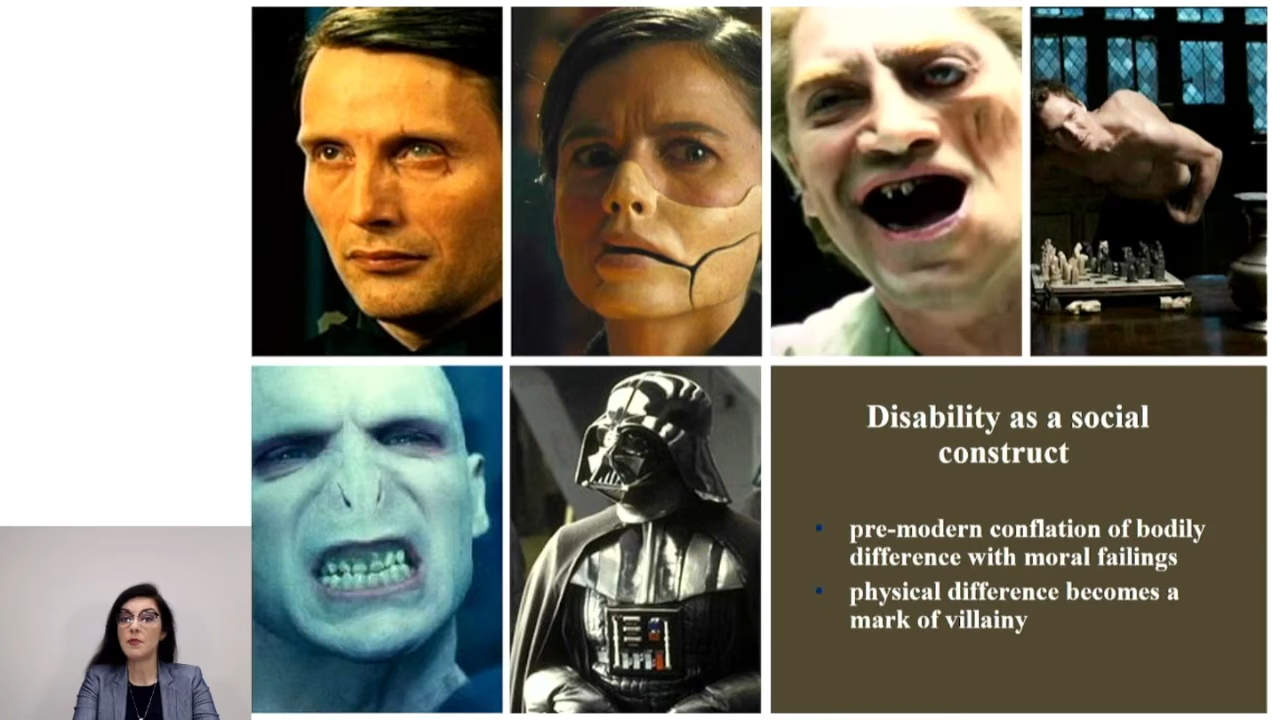 Disability as a social
construct
pre-modern conflation of bodily
difference with moral failings
physical difference becomes a
mark of villainy